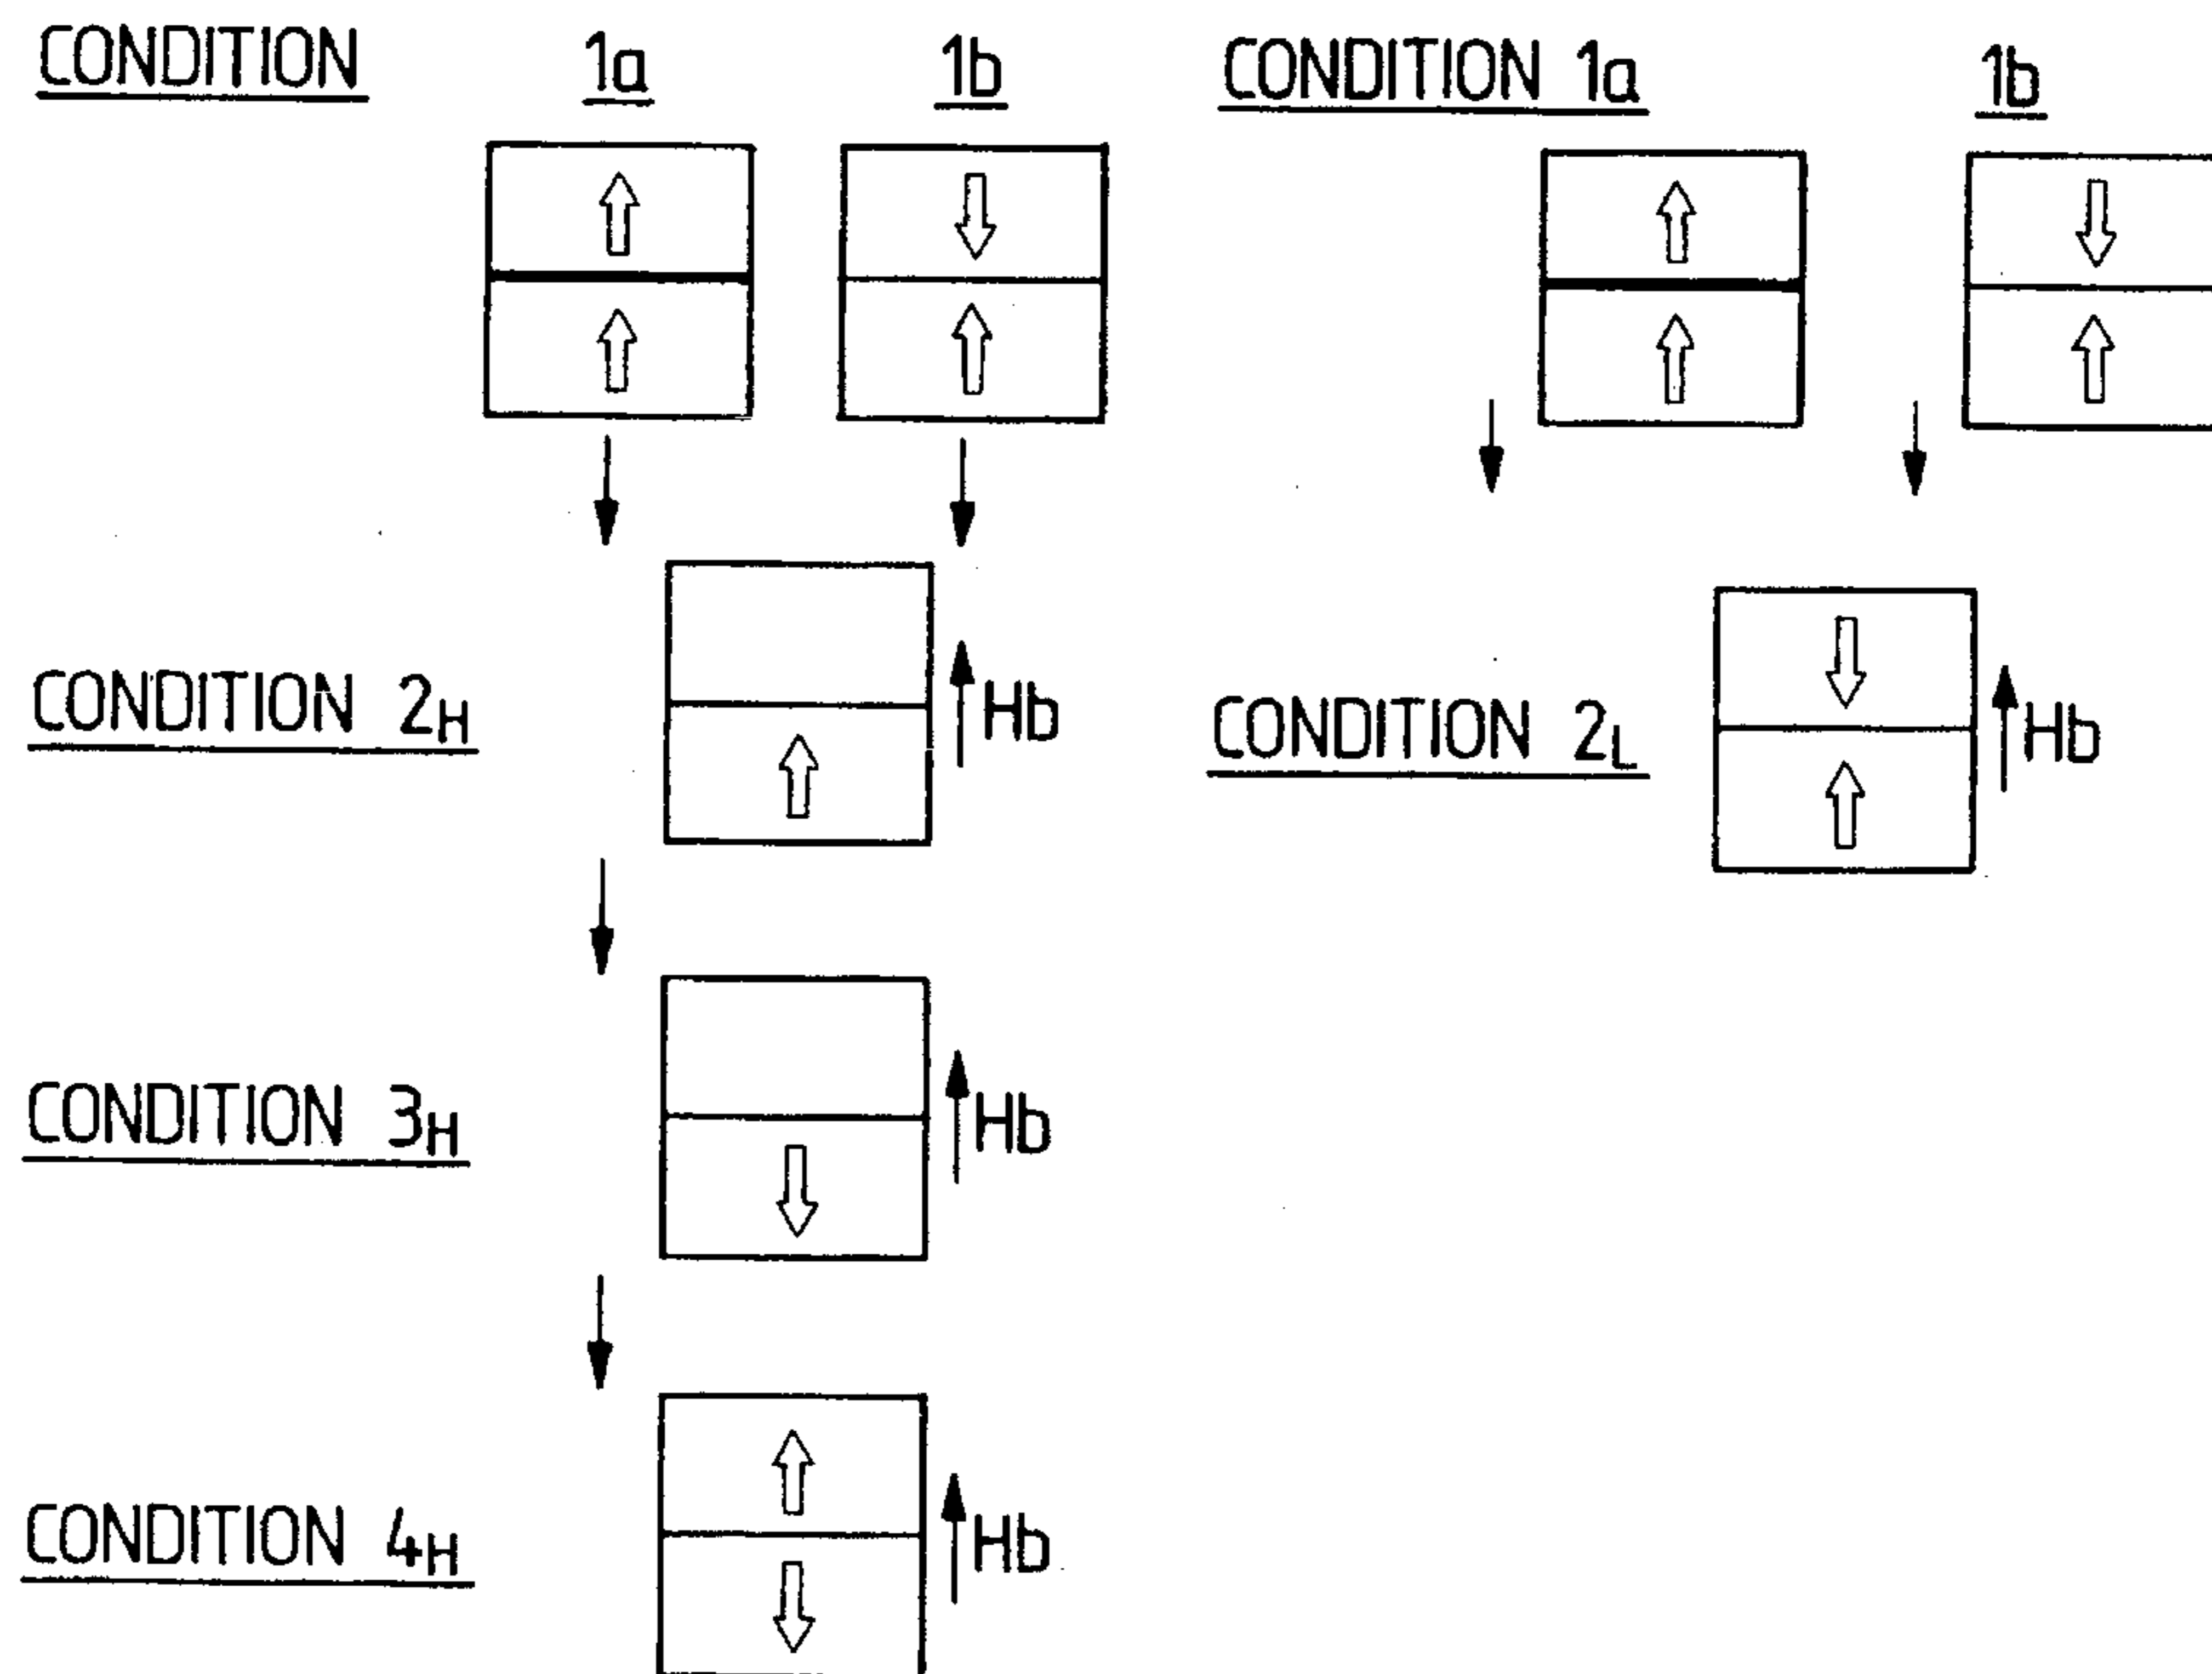 CONDITION 1a 1b
CONDITION 2H Hb
CONDITION 3H Hb
CONDITION 4H Hb
CONDITION 1a 1b
CONDITION 2L Hb